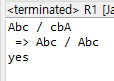 <terminated> R1 [Ja
Abc / cbA
=> Abc / Abc
yes